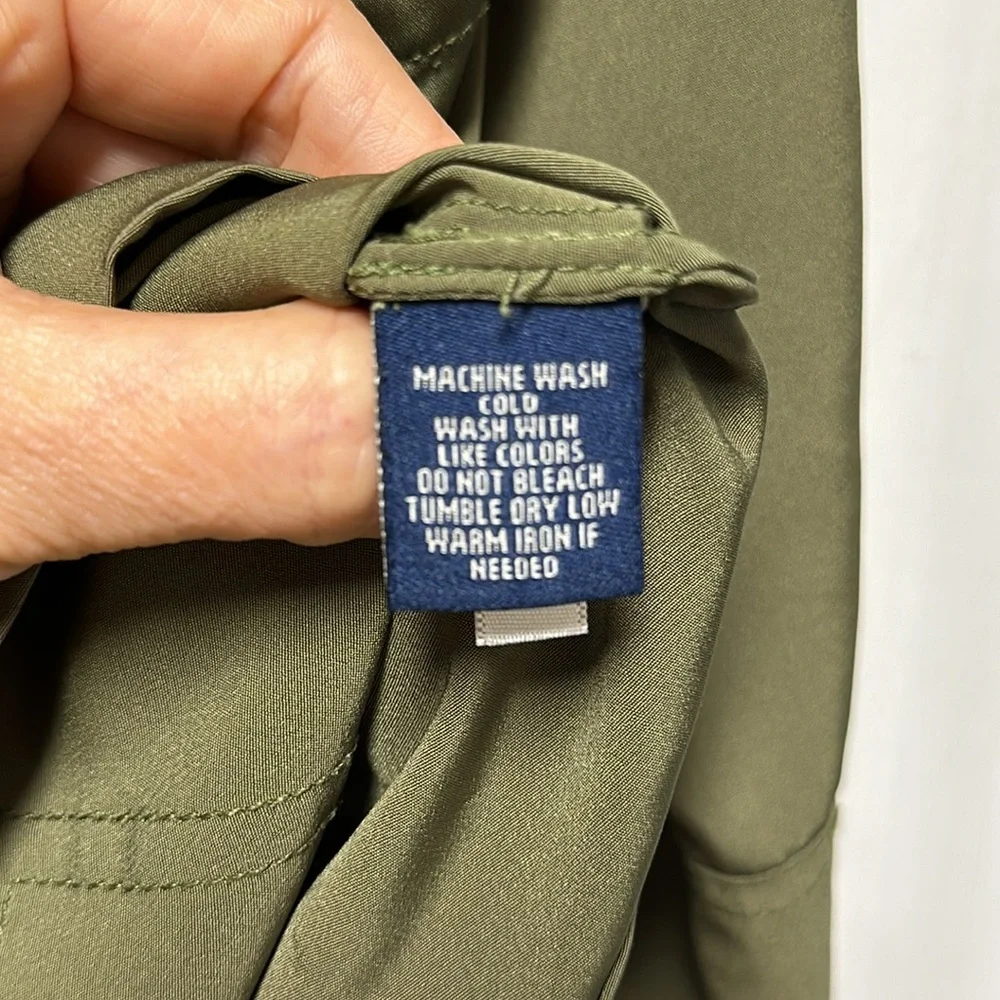 MACHINE WASH
COLD
WASH WITH
LIKE COLORS
DO NOT BLEACH
TUMBLE DRY LOW
WARM IRON IF
NEEDED